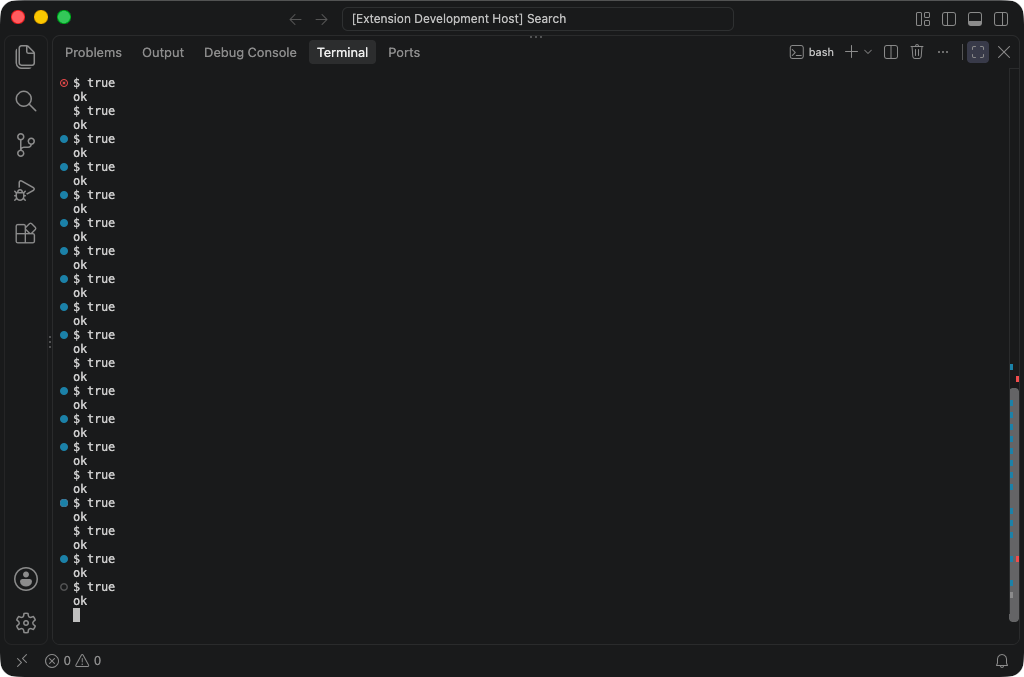 [Extension Development Host] Search
Problems Output Debug Console Terminal Ports bash
$ true
ok
$ true
ok
$ true
ok
$ true
ok
$ true
ok
$ true
ok
$ true
ok
$ true
ok
$ true
ok
$ true
ok
$ true
ok
$ true
ok
$ true
ok
$ true
ok
$ true
ok
$ true
ok
$ true
ok
$ true
ok
$ true
ok
0 0